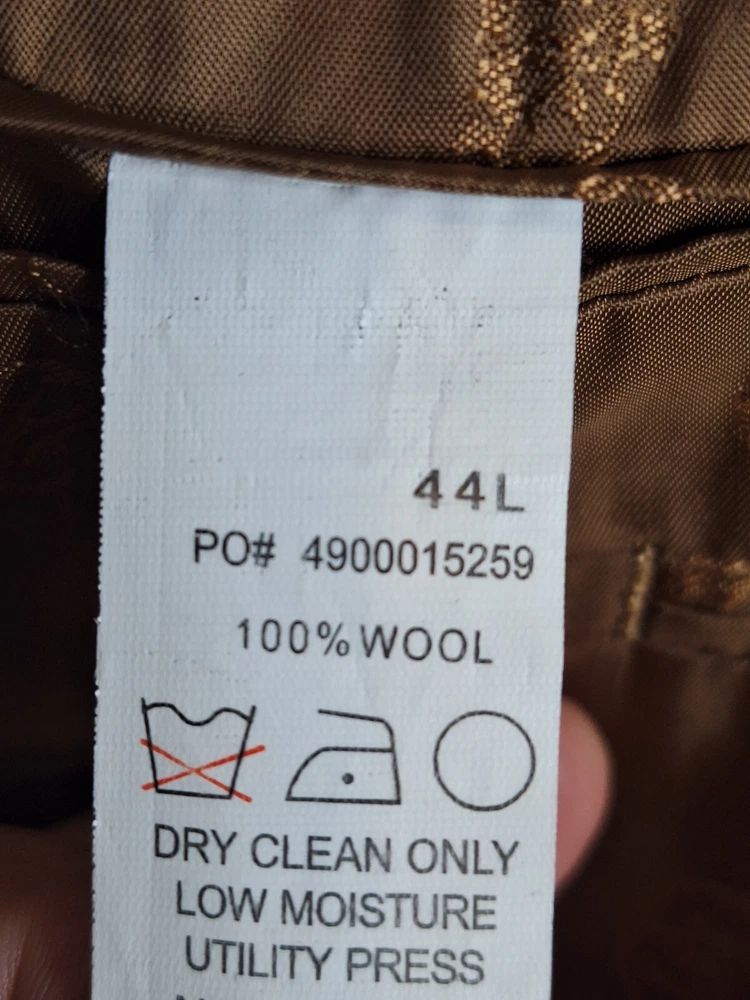 44L
PO# 4900015259
100% WOOL
DRY CLEAN ONLY
LOW MOISTURE
UTILITY PRESS